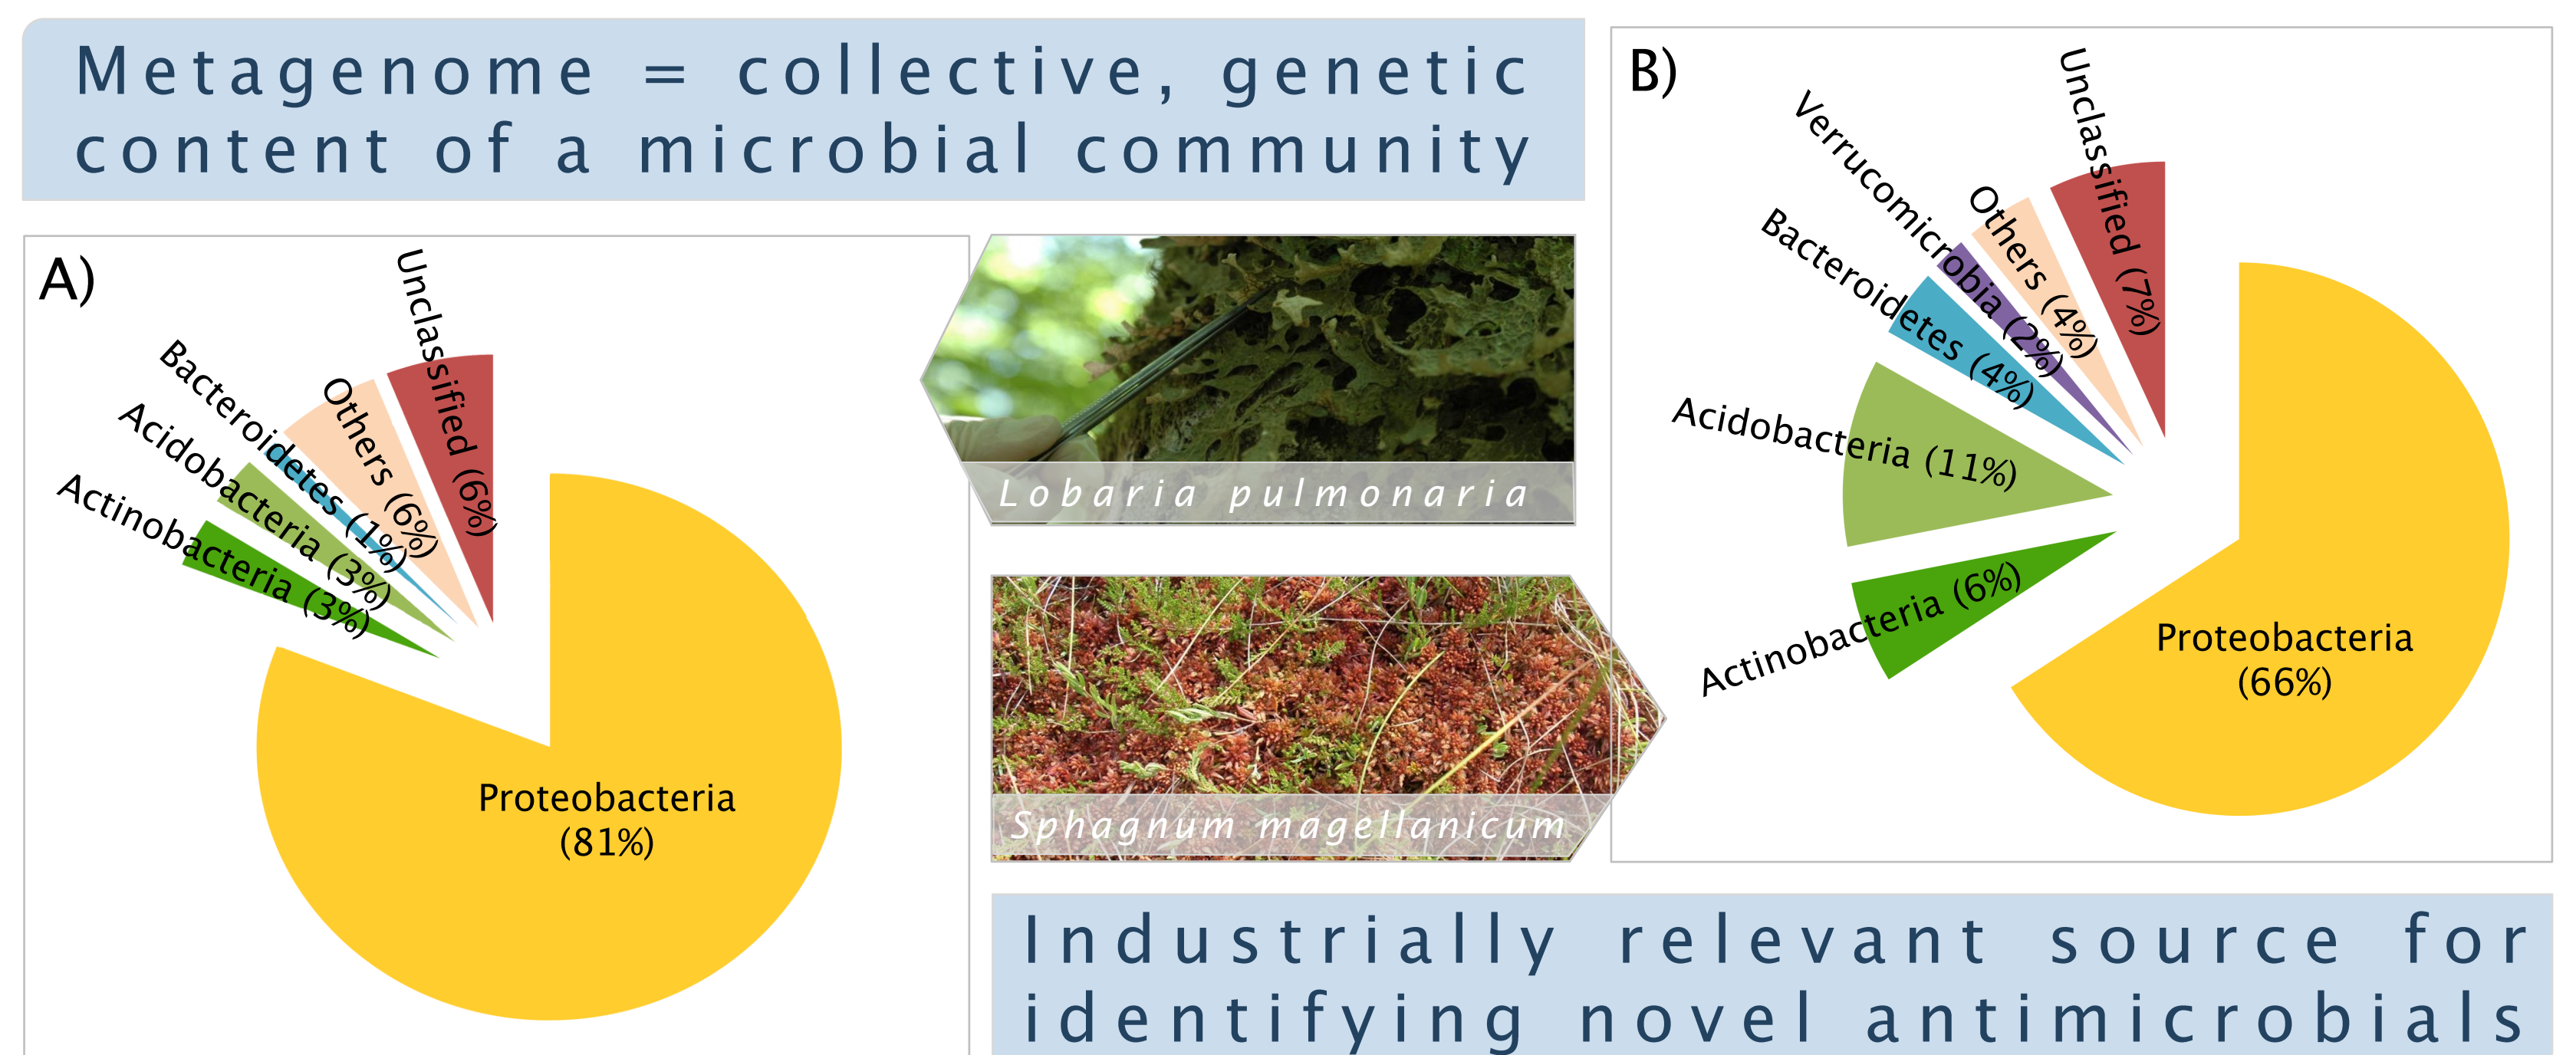 Metagenome = collective, genetic
content of a microbial community
A)
Unclassified (6%)
Others (6%)
Bacteroidetes (1%)
Acidobacteria (3%)
Actinobacteria (3%)
Proteobacteria
(81%)
Lobaria pulmonaria
Sphagnum magellanicum
B)
Unclassified (7%)
Others (4%)
Verrucomicrobia (2%)
Bacteroidetes (4%)
Acidobacteria (11%)
Actinobacteria (6%)
Proteobacteria
(66%)
Industrially relevant source for
identifying novel antimicrobials